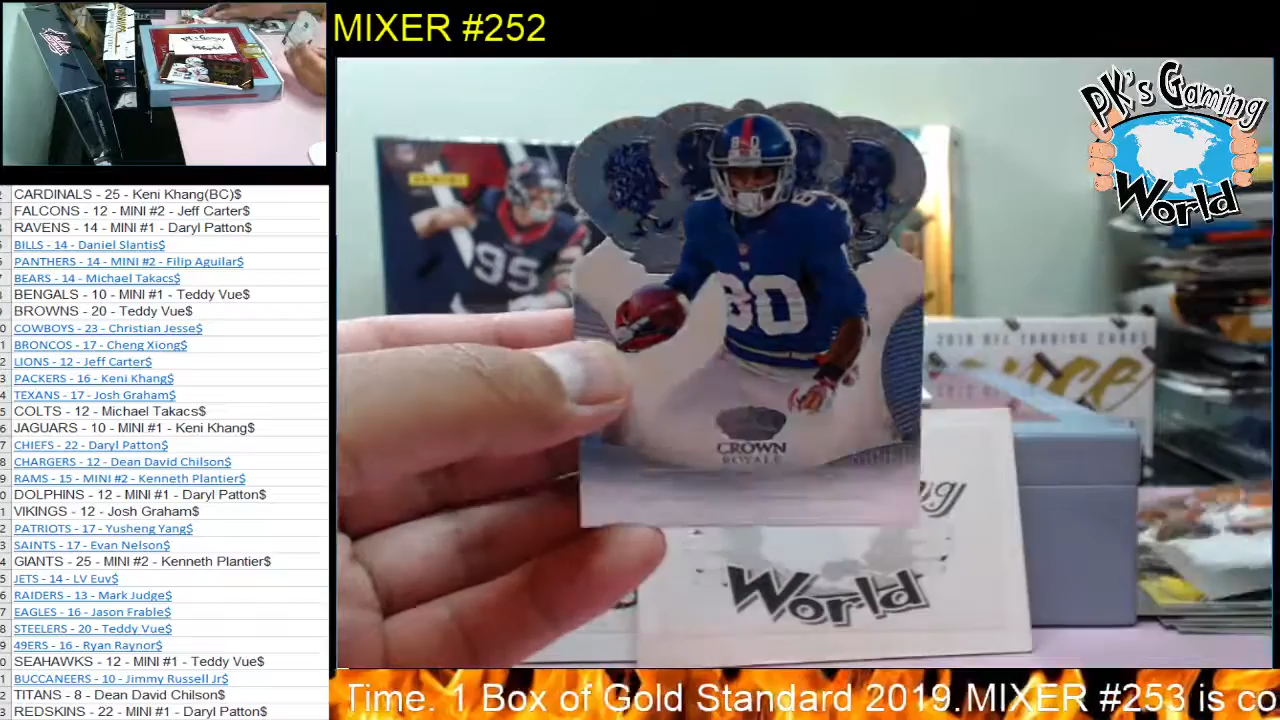 MIXER #252
PK's Gaming
World
CARDINALS - 25 - Keni Khang(BC)$
FALCONS - 12 - MINI #2 - Jeff Carter$
RAVENS - 14 - MINI #1 - Daryl Patton$
BILLS - 14 - Daniel Slantis$
PANTHERS - 14 - MINI #2 - Filip Aguilar$
BEARS - 14 - Michael Takacs$
BENGALS - 10 - MINI #1 - Teddy Vue$
BROWNS - 20 - Teddy Vue$
COWBOYS - 23 - Christian Jesse$
BRONCOS - 17 - Cheng Xiong$
LIONS - 12 - Jeff Carter$
PACKERS - 16 - Keni Khang$
TEXANS - 17 - Josh Graham$
COLTS - 12 - Michael Takacs$
JAGUARS - 10 - MINI #1 - Keni Khang$
CHIEFS - 22 - Daryl Patton$
CHARGERS - 12 - Dean David Chilson$
RAMS - 15 - MINI #2 - Kenneth Plantier$
DOLPHINS - 12 - MINI #1 - Daryl Patton$
VIKINGS - 12 - Josh Graham$
PATRIOTS - 17 - Yusheng Yang$
SAINTS - 17 - Evan Nelson$
GIANTS - 25 - MINI #2 - Kenneth Plantier$
JETS - 14 - LV Euv$
RAIDERS - 13 - Mark Judge$
EAGLES - 16 - Jason Frable$
STEELERS - 20 - Teddy Vue$
49ERS - 16 - Ryan Raynor$
SEAHAWKS - 12 - MINI #1 - Teddy Vue$
BUCCANEERS - 10 - Jimmy Russell Jr$
TITANS - 8 - Dean David Chilson$
REDSKINS - 22 - MINI #1 - Daryl Patton$
PANINI
95
80
80
CROWN
ROYALE
World
Time. 1 Box of Gold Standard 2019.MIXER #253 is co